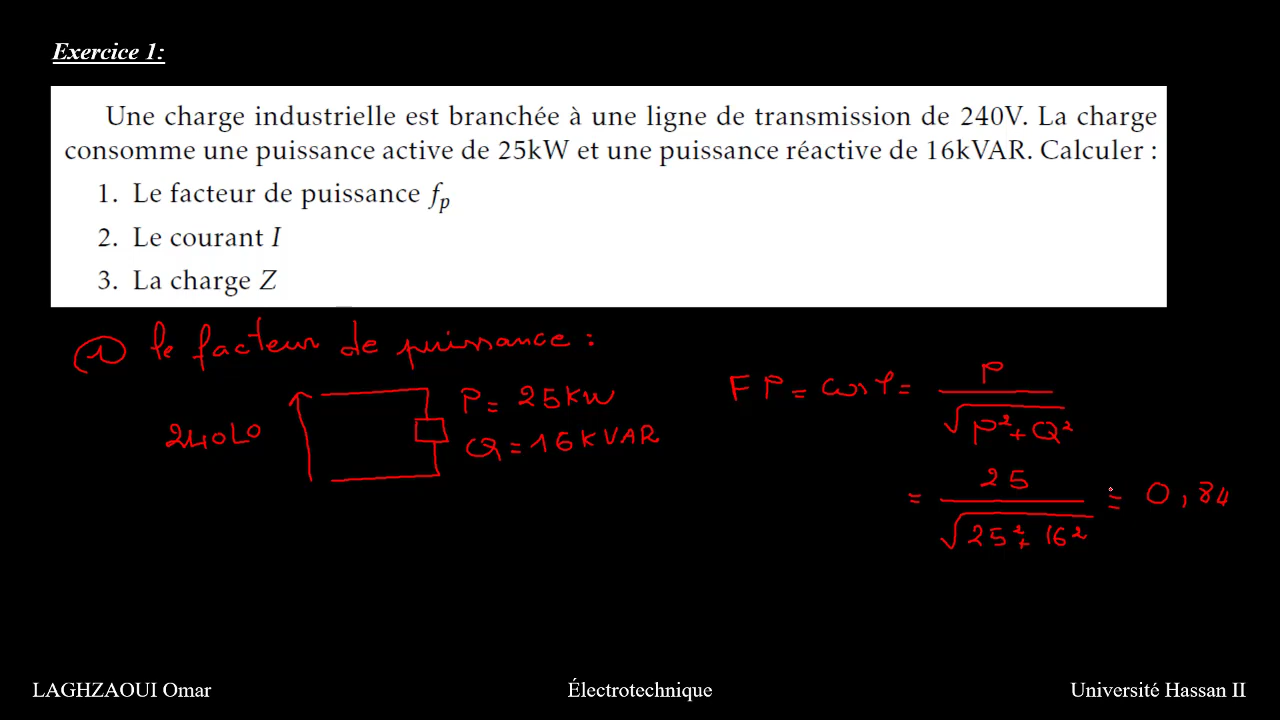 Exercice 1:
Une charge industrielle est branchée à une ligne de transmission de 240V. La charge
consomme une puissance active de 25kW et une puissance réactive de 16kVAR. Calculer :
1. Le facteur de puissance fₚ
2. Le courant I
3. La charge Z
① le facteur de puissance :
240∠0
P = 25KW
Q = 16KVAR
FP = cos φ = P / √(P² + Q²)
= 25 / √(25² + 16²) = 0,84
LAGHZAOUI Omar
Électrotechnique
Université Hassan II